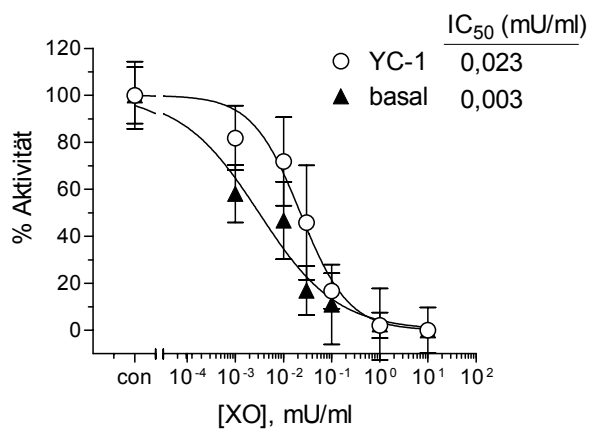 IC₅₀ (mU/ml)
YC-1 0,023
basal 0,003
120
100
80
60
40
20
0
% Aktivität
con 10⁻⁴ 10⁻³ 10⁻² 10⁻¹ 10⁰ 10¹ 10²
[XO], mU/ml